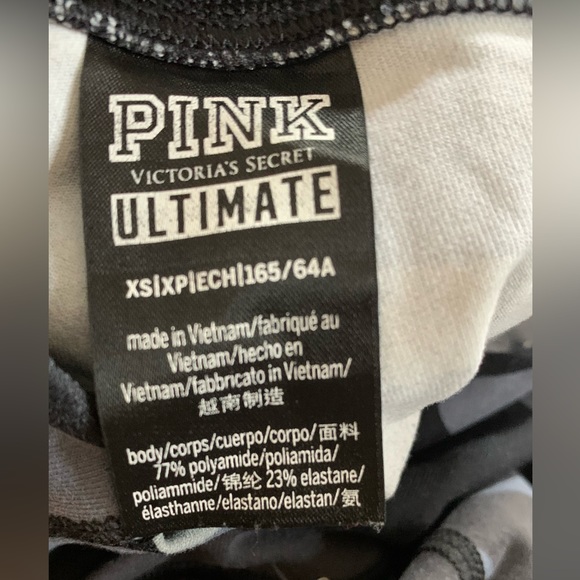 PINK
VICTORIA'S SECRET
ULTIMATE
XS|XP|ECH|165/64A
made in Vietnam/fabriqué au
Vietnam/hecho en
Vietnam/fabbricato in Vietnam/
越南制造
body/corps/cuerpo/corpo/面料
77% polyamide/poliamida/
poliammide/锦纶 23% elastane/
élasthanne/elastano/elastan/氨